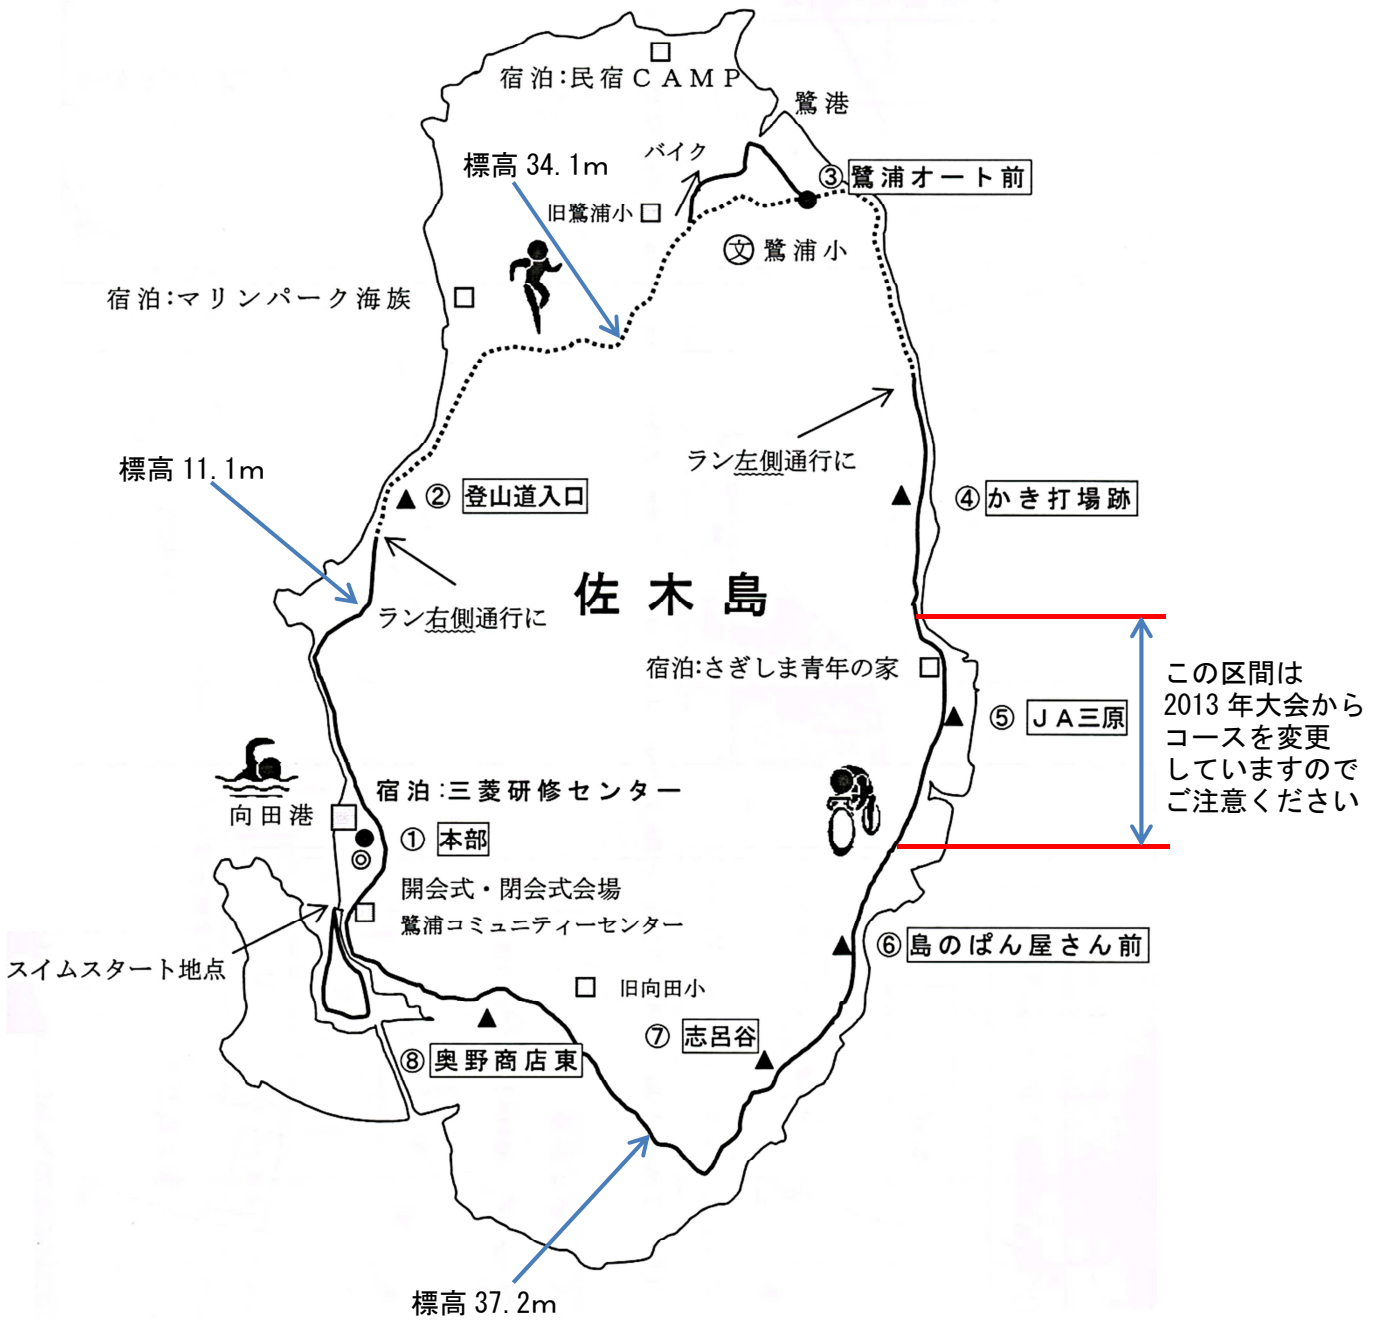 宿泊:民宿CAMP
鷺港
バイク
標高 34.1m
③ 鷺浦オート前
旧鷺浦小
文 鷺浦小
宿泊:マリンパーク海族
ラン左側通行に
標高 11.1m
② 登山道入口
④ かき打場跡
佐木島
ラン右側通行に
宿泊:さぎしま青年の家
⑤ JA三原
この区間は
2013 年大会から
コースを変更
していますので
ご注意ください
宿泊:三菱研修センター
向田港
① 本部
開会式・閉会式会場
鷺浦コミュニティーセンター
⑥ 島のぱん屋さん前
スイムスタート地点
旧向田小
⑦ 志呂谷
⑧ 奥野商店東
標高 37.2m